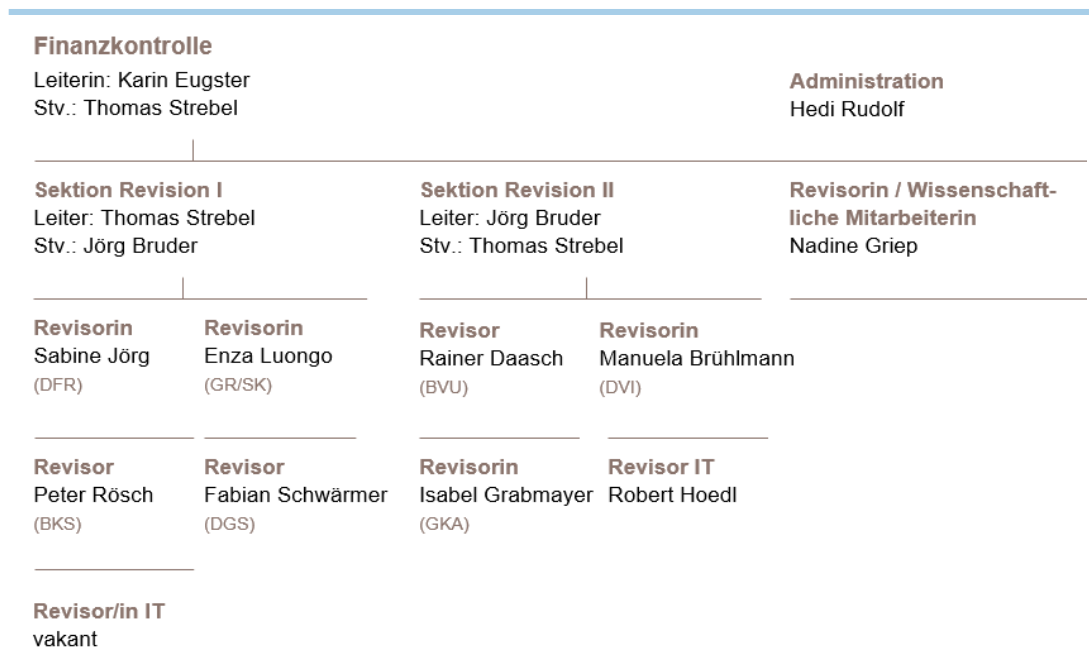 Finanzkontrolle
Leiterin: Karin Eugster
Stv.: Thomas Strebel
Administration
Hedi Rudolf
Sektion Revision I
Leiter: Thomas Strebel
Stv.: Jörg Bruder
Sektion Revision II
Leiter: Jörg Bruder
Stv.: Thomas Strebel
Revisorin / Wissenschaft-
liche Mitarbeiterin
Nadine Griep
Revisorin
Sabine Jörg
(DFR)
Revisorin
Enza Luongo
(GR/SK)
Revisor
Rainer Daasch
(BVU)
Revisorin
Manuela Brühlmann
(DVI)
Revisor
Peter Rösch
(BKS)
Revisor
Fabian Schwärmer
(DGS)
Revisorin
Isabel Grabmayer
(GKA)
Revisor IT
Robert Hoedl
Revisor/in IT
vakant